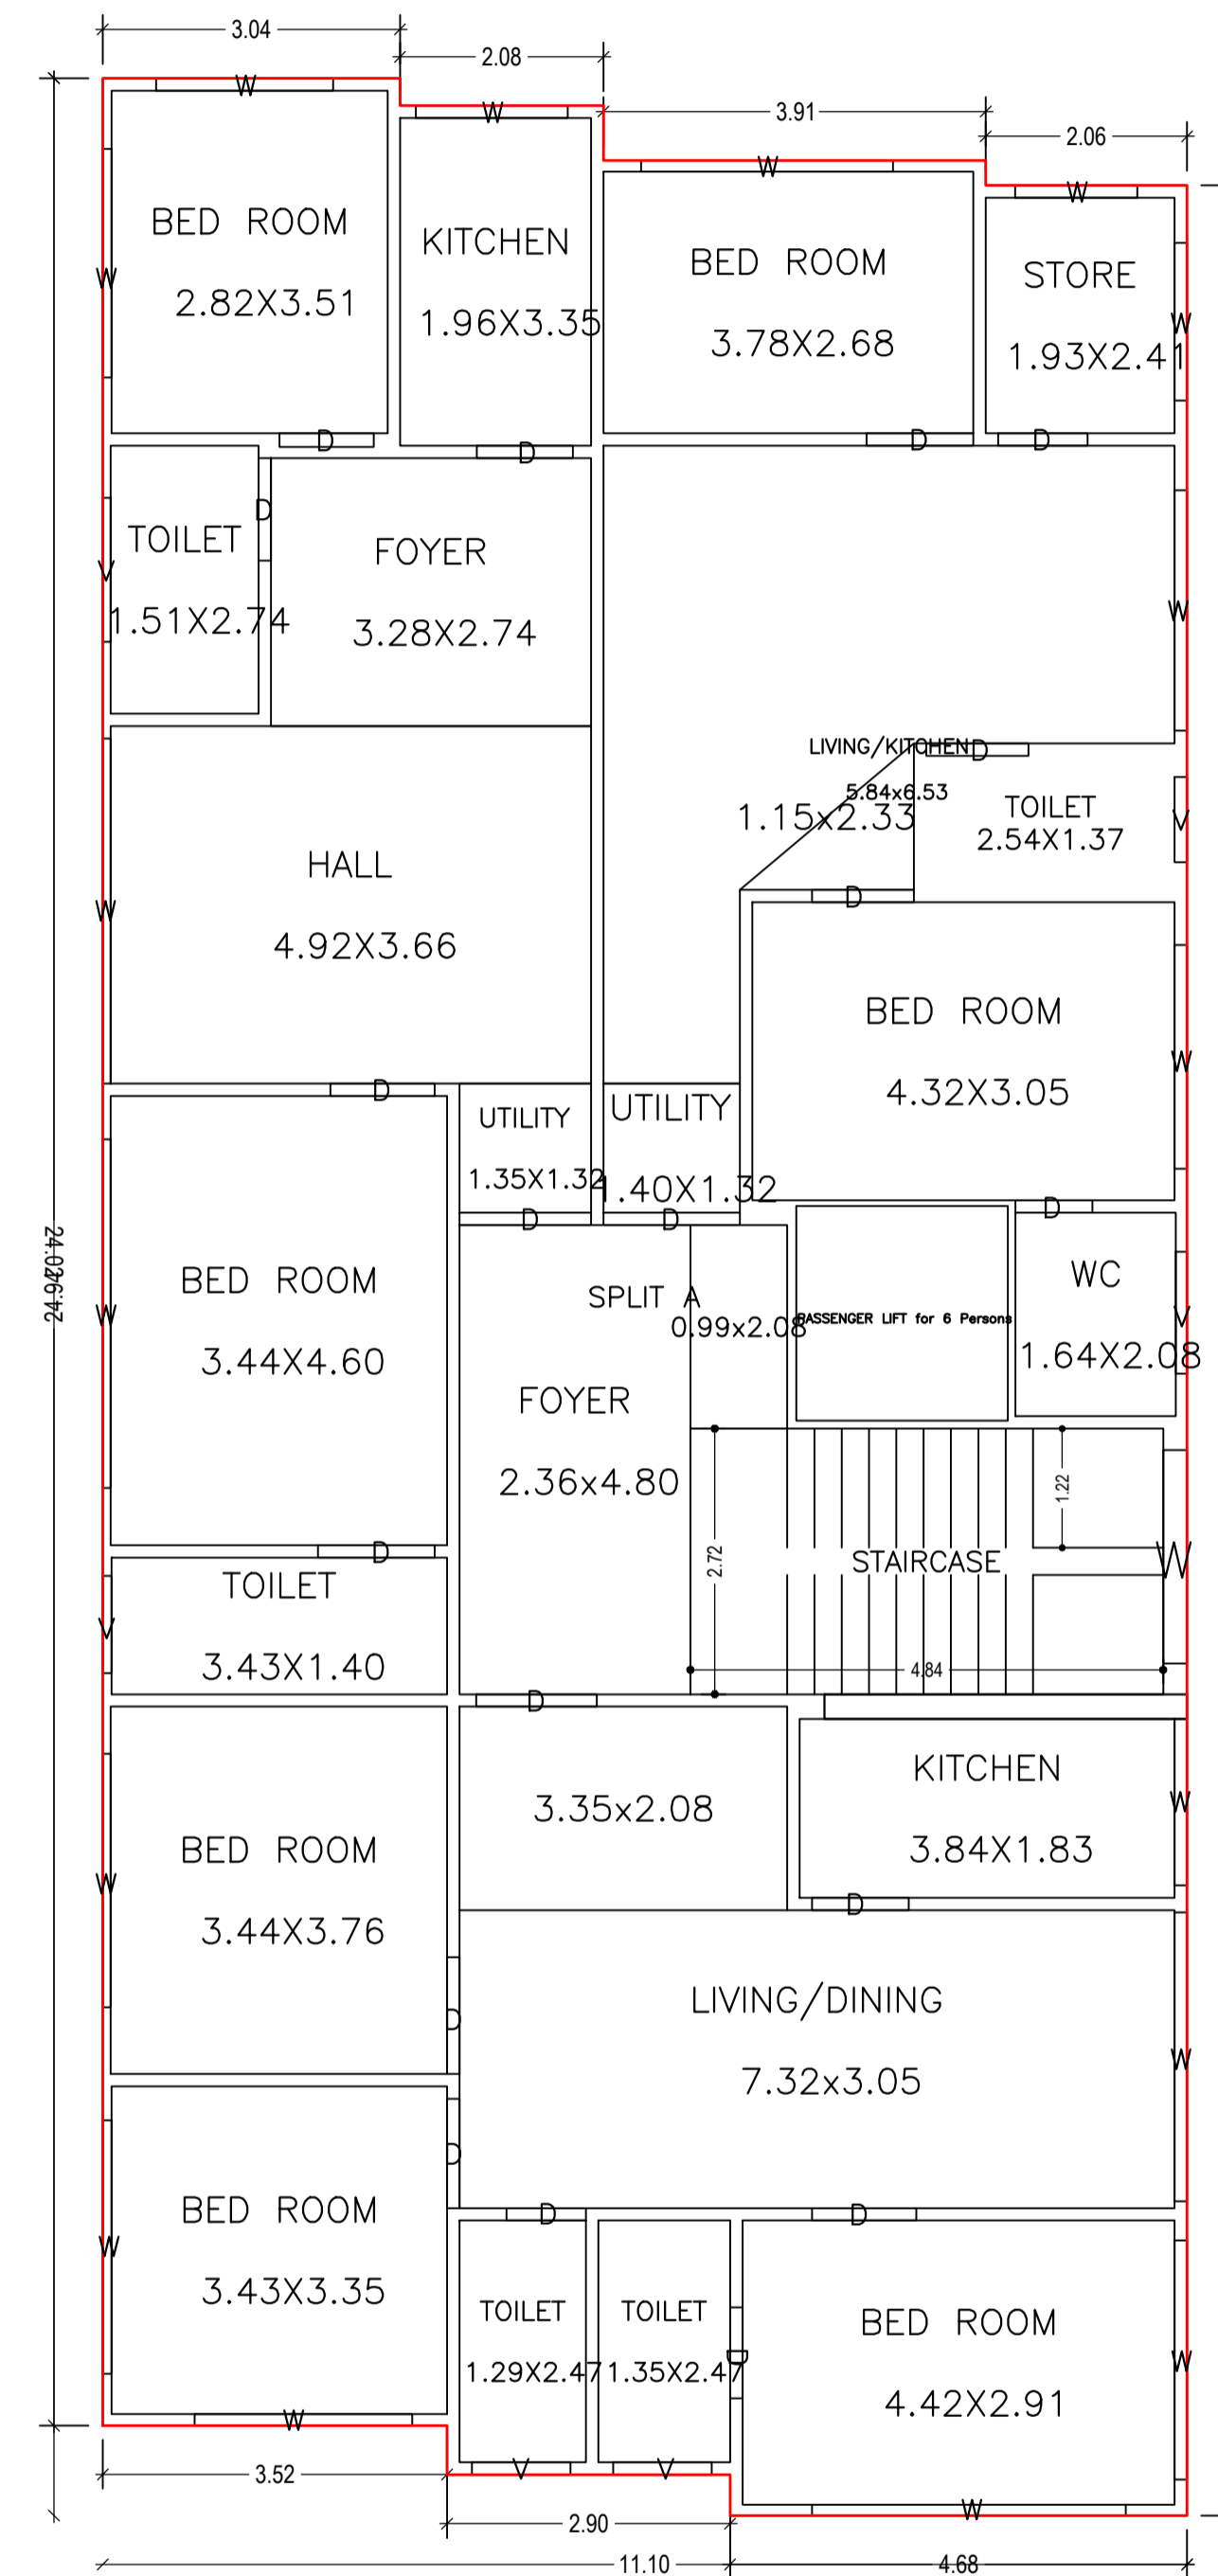 3.04
2.08
3.91
2.06
W
W
W
W
BED ROOM
2.82X3.51
KITCHEN
1.96X3.35
BED ROOM
3.78X2.68
STORE
1.93X2.41
W
W
D
D
D
D
D
TOILET
1.51X2.74
V
FOYER
3.28X2.74
W
LIVING/KITCHEN
5.84x6.53
D
1.15x2.33
TOILET
2.54X1.37
V
HALL
4.92X3.66
W
D
BED ROOM
4.32X3.05
W
D
UTILITY
1.35X1.32
UTILITY
1.40X1.32
D
D
D
BED ROOM
3.44X4.60
W
SPLIT A
0.99x2.08
PASSENGER LIFT for 6 Persons
WC
1.64X2.08
V
24.02
24.94
FOYER
2.36x4.80
1.22
2.72
STAIRCASE
W
4.84
D
TOILET
3.43X1.40
V
D
3.35x2.08
KITCHEN
3.84X1.83
W
D
BED ROOM
3.44X3.76
W
D
LIVING/DINING
7.32x3.05
W
D
BED ROOM
3.43X3.35
W
W
D
D
TOILET
1.29X2.47
TOILET
1.35X2.47
V
V
D
BED ROOM
4.42X2.91
W
W
3.52
2.90
11.10
4.68